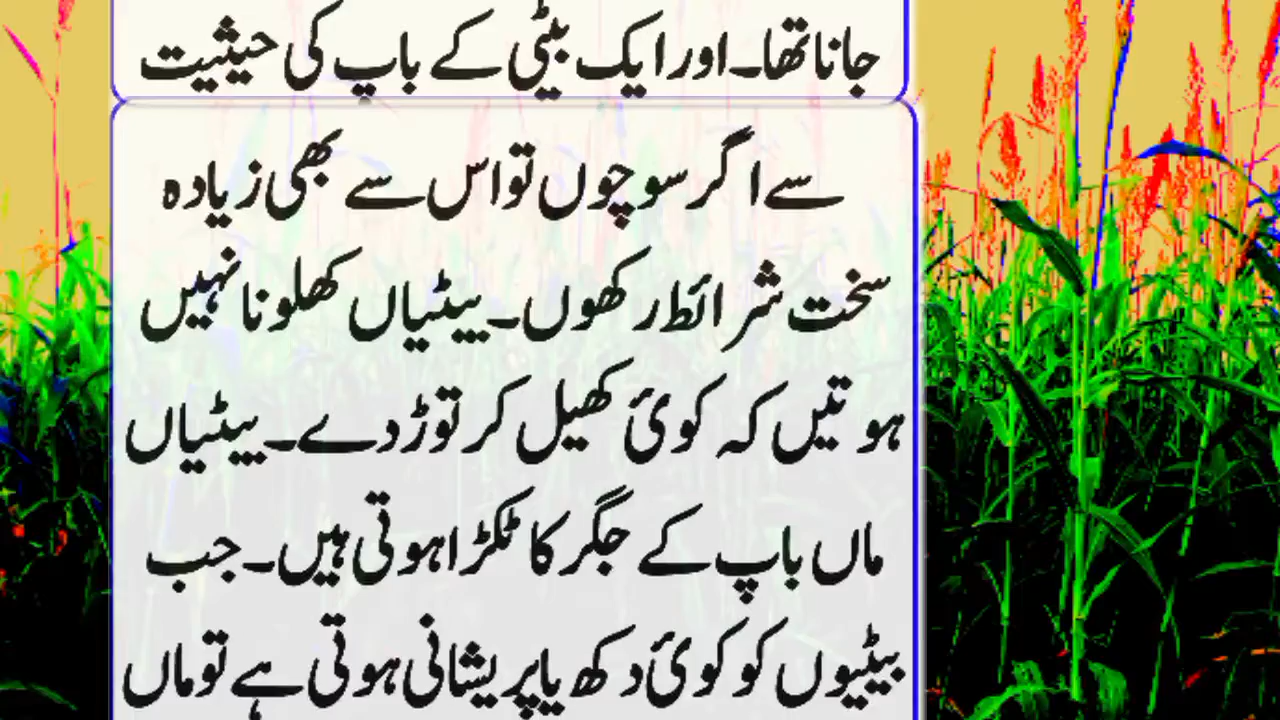 جانا تھا۔ اور ایک بیٹی کے باپ کی حیثیت
سے اگر سوچوں تو اس سے بھی زیادہ
سخت شرائط رکھوں۔ بیٹیاں کھلونا نہیں
ہوتیں کہ کوئ کھیل کر توڑ دے۔ بیٹیاں
ماں باپ کے جگر کا ٹکڑا ہوتی ہیں۔ جب
بیٹیوں کو کوئ دکھ یا پریشانی ہوتی ہے تو ماں